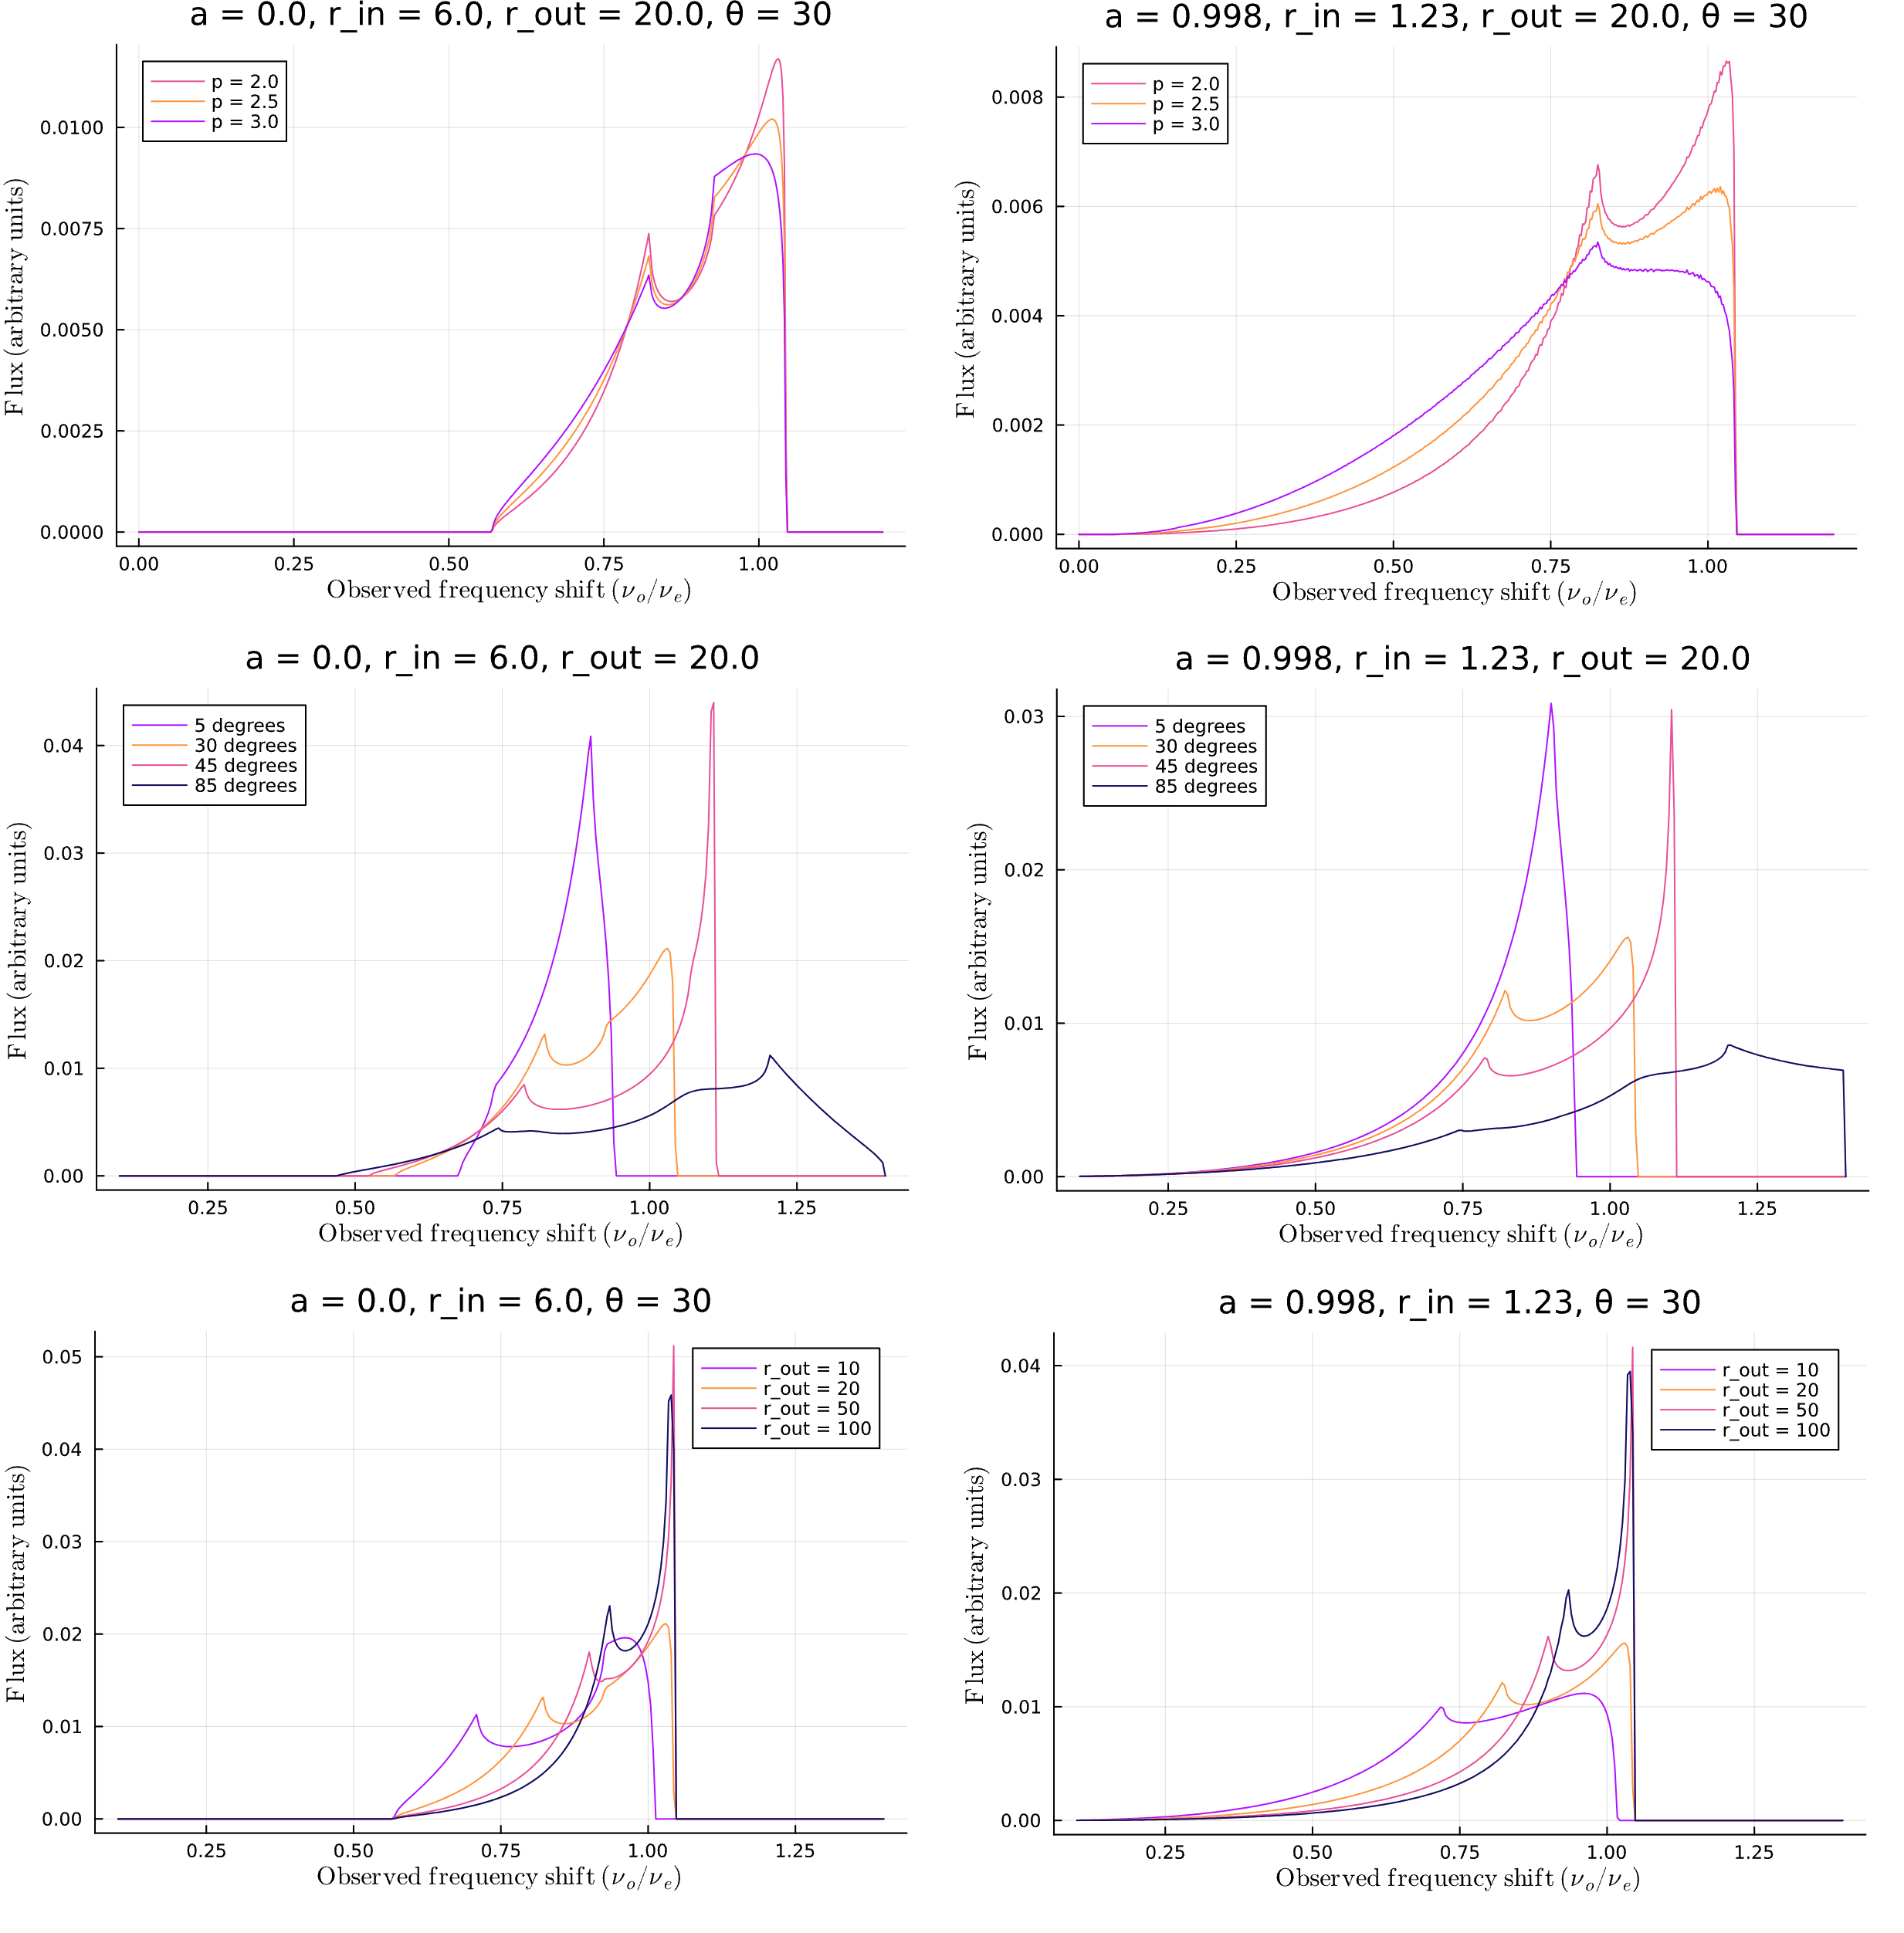 a = 0.0, r_in = 6.0, r_out = 20.0, θ = 30
p = 2.0
p = 2.5
p = 3.0
0.0100
0.0075
0.0050
0.0025
0.0000
Flux (arbitrary units)
0.00 0.25 0.50 0.75 1.00
Observed frequency shift (ν_o/ν_e)
a = 0.998, r_in = 1.23, r_out = 20.0, θ = 30
p = 2.0
p = 2.5
p = 3.0
0.008
0.006
0.004
0.002
0.000
Flux (arbitrary units)
0.00 0.25 0.50 0.75 1.00
Observed frequency shift (ν_o/ν_e)
a = 0.0, r_in = 6.0, r_out = 20.0
5 degrees
30 degrees
45 degrees
85 degrees
0.04
0.03
0.02
0.01
0.00
Flux (arbitrary units)
0.25 0.50 0.75 1.00 1.25
Observed frequency shift (ν_o/ν_e)
a = 0.998, r_in = 1.23, r_out = 20.0
5 degrees
30 degrees
45 degrees
85 degrees
0.03
0.02
0.01
0.00
Flux (arbitrary units)
0.25 0.50 0.75 1.00 1.25
Observed frequency shift (ν_o/ν_e)
a = 0.0, r_in = 6.0, θ = 30
r_out = 10
r_out = 20
r_out = 50
r_out = 100
0.05
0.04
0.03
0.02
0.01
0.00
Flux (arbitrary units)
0.25 0.50 0.75 1.00 1.25
Observed frequency shift (ν_o/ν_e)
a = 0.998, r_in = 1.23, θ = 30
r_out = 10
r_out = 20
r_out = 50
r_out = 100
0.04
0.03
0.02
0.01
0.00
Flux (arbitrary units)
0.25 0.50 0.75 1.00 1.25
Observed frequency shift (ν_o/ν_e)